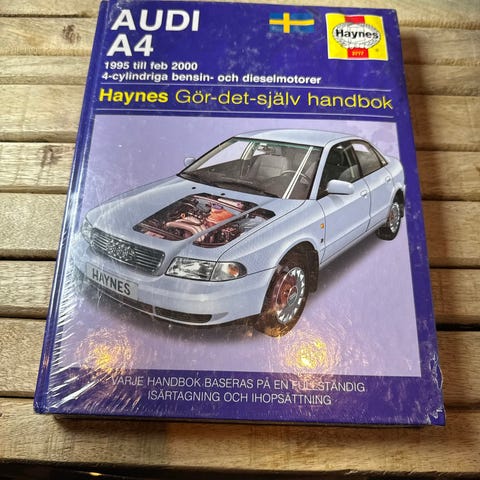 AUDI
A4
1995 till feb 2000
4-cylindriga bensin- och dieselmotorer
Haynes
Haynes Gör-det-själv handbok
HAYNES
VARJE HANDBOK BASERAS PÅ EN FULLSTÄNDIG
ISÄRTAGNING OCH IHOPSÄTTNING